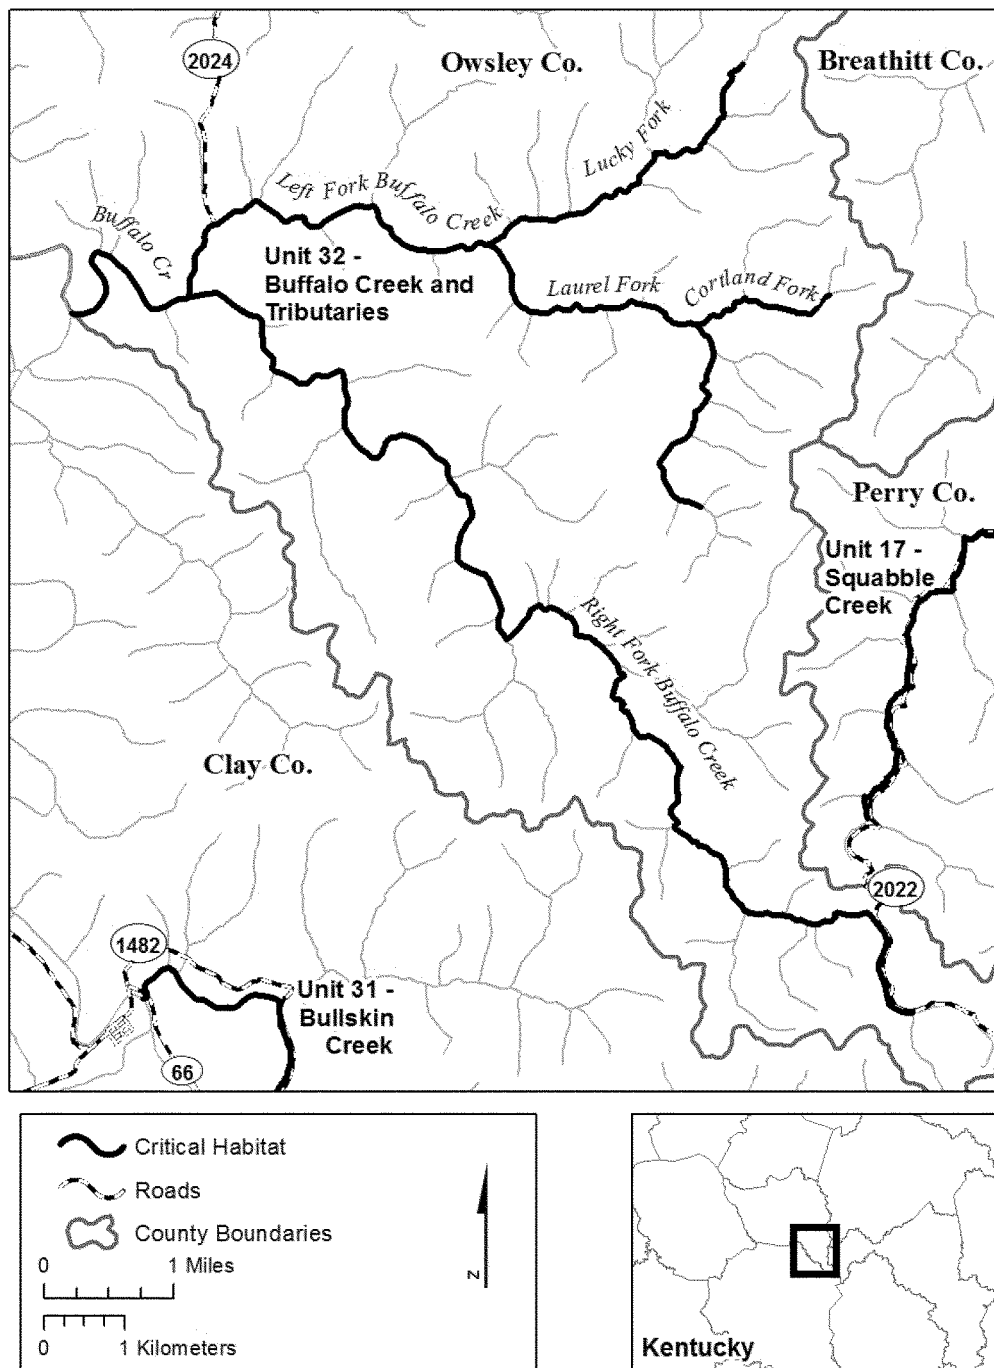 2024
Owsley Co.
Breathitt Co.
Lucky Fork
Left Fork Buffalo Creek
Buffalo Cr
Unit 32 -
Buffalo Creek and
Tributaries
Laurel Fork
Cortland Fork
Perry Co.
Unit 17 -
Squabble
Creek
Right Fork Buffalo Creek
Clay Co.
2022
1482
Unit 31 -
Bullskin
Creek
66
Critical Habitat
Roads
County Boundaries
0 1 Miles
0 1 Kilometers
N
Kentucky